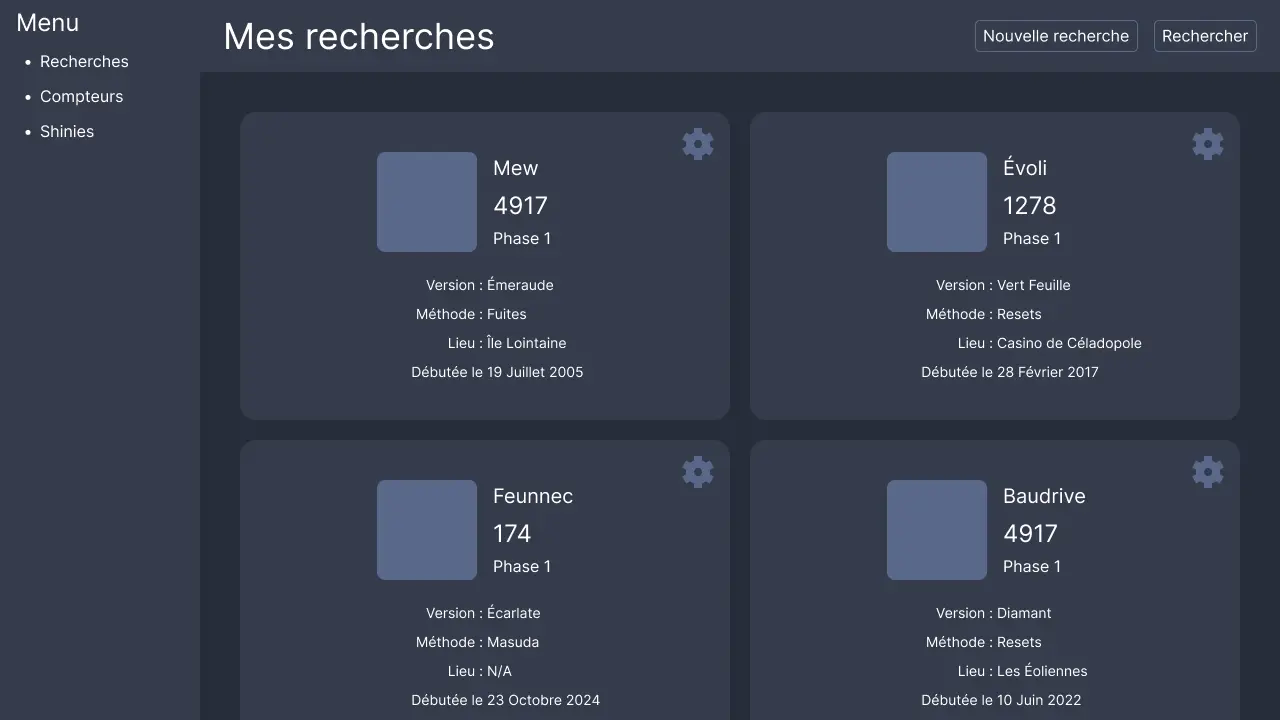 Menu
Recherches
Compteurs
Shinies
Mes recherches
Nouvelle recherche
Rechercher
Mew
4917
Phase 1
Version : Émeraude
Méthode : Fuites
Lieu : Île Lointaine
Débutée le 19 Juillet 2005
Évoli
1278
Phase 1
Version : Vert Feuille
Méthode : Resets
Lieu : Casino de Céladopole
Débutée le 28 Février 2017
Feunnec
174
Phase 1
Version : Écarlate
Méthode : Masuda
Lieu : N/A
Débutée le 23 Octobre 2024
Baudrive
4917
Phase 1
Version : Diamant
Méthode : Resets
Lieu : Les Éoliennes
Débutée le 10 Juin 2022